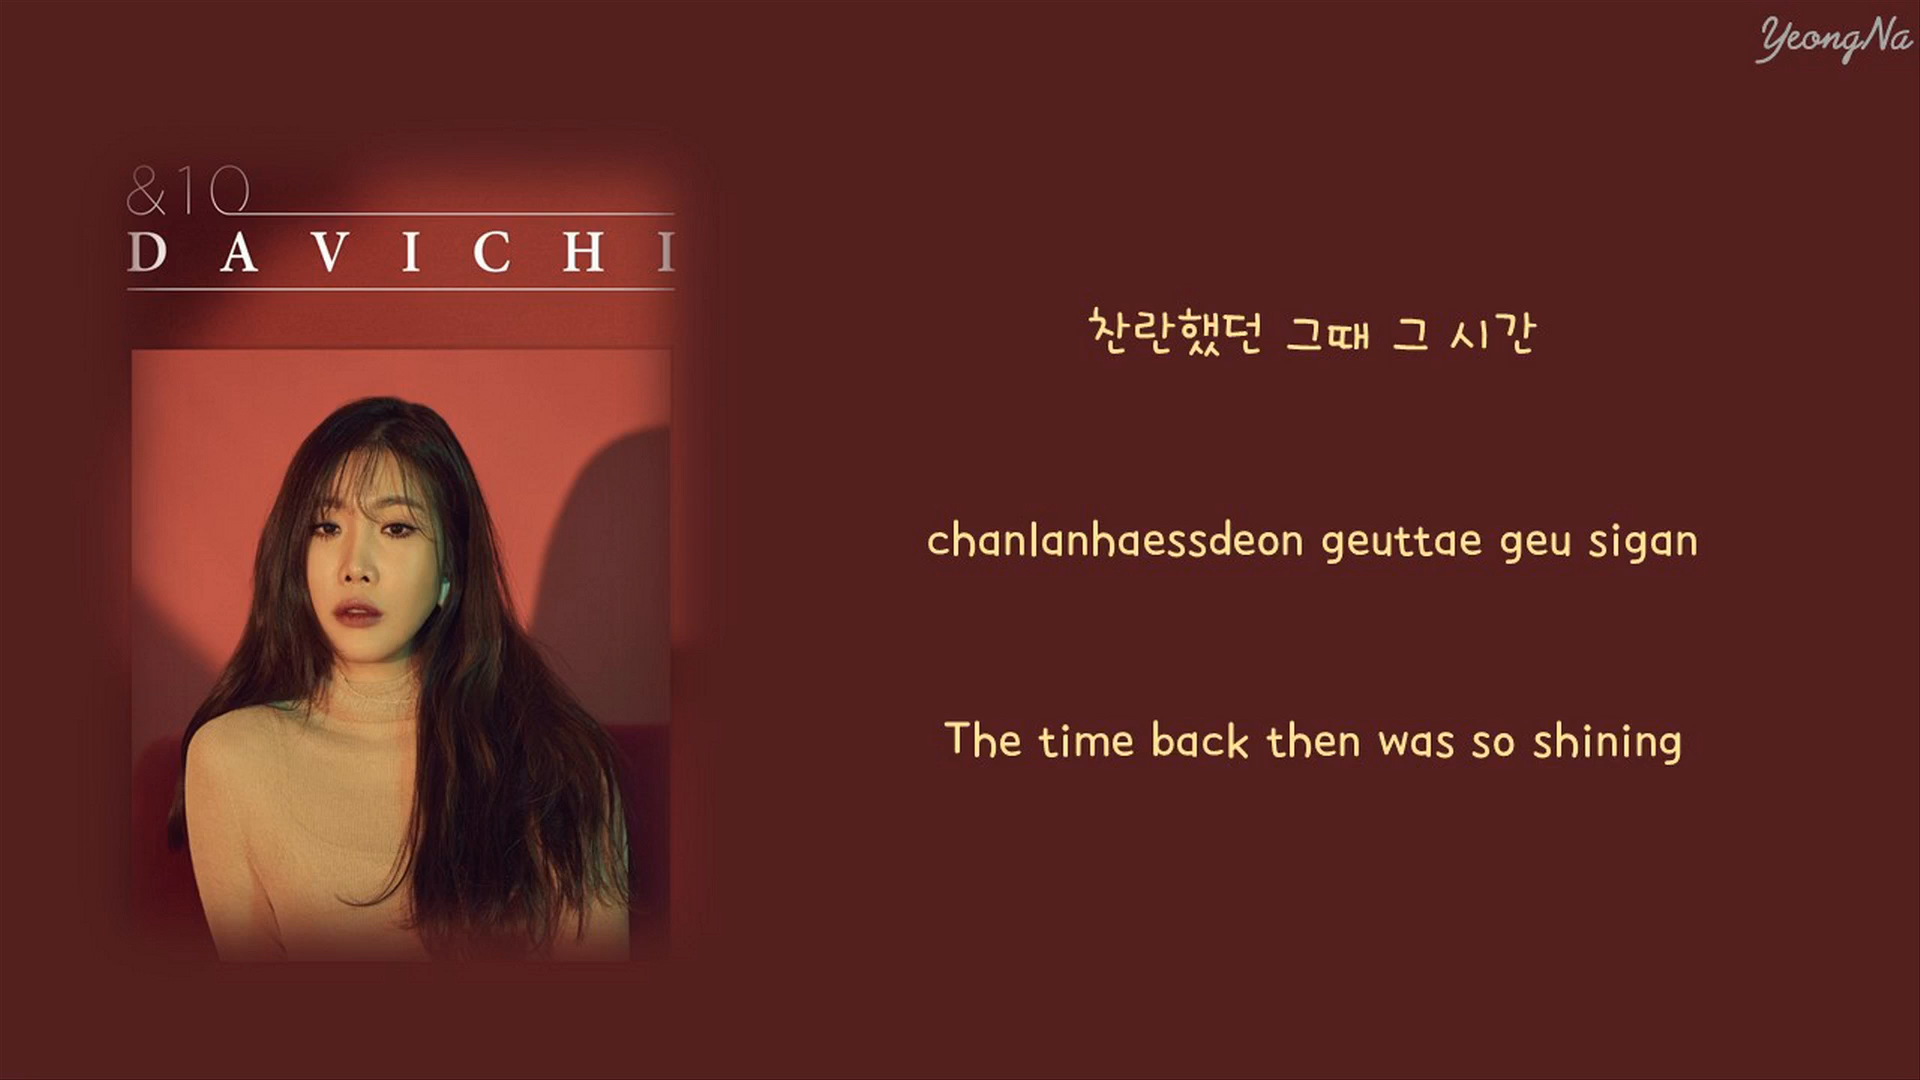 YeongNa
&10
DAVICHI
찬란했던 그때 그 시간
chanlanhaessdeon geuttae geu sigan
The time back then was so shining